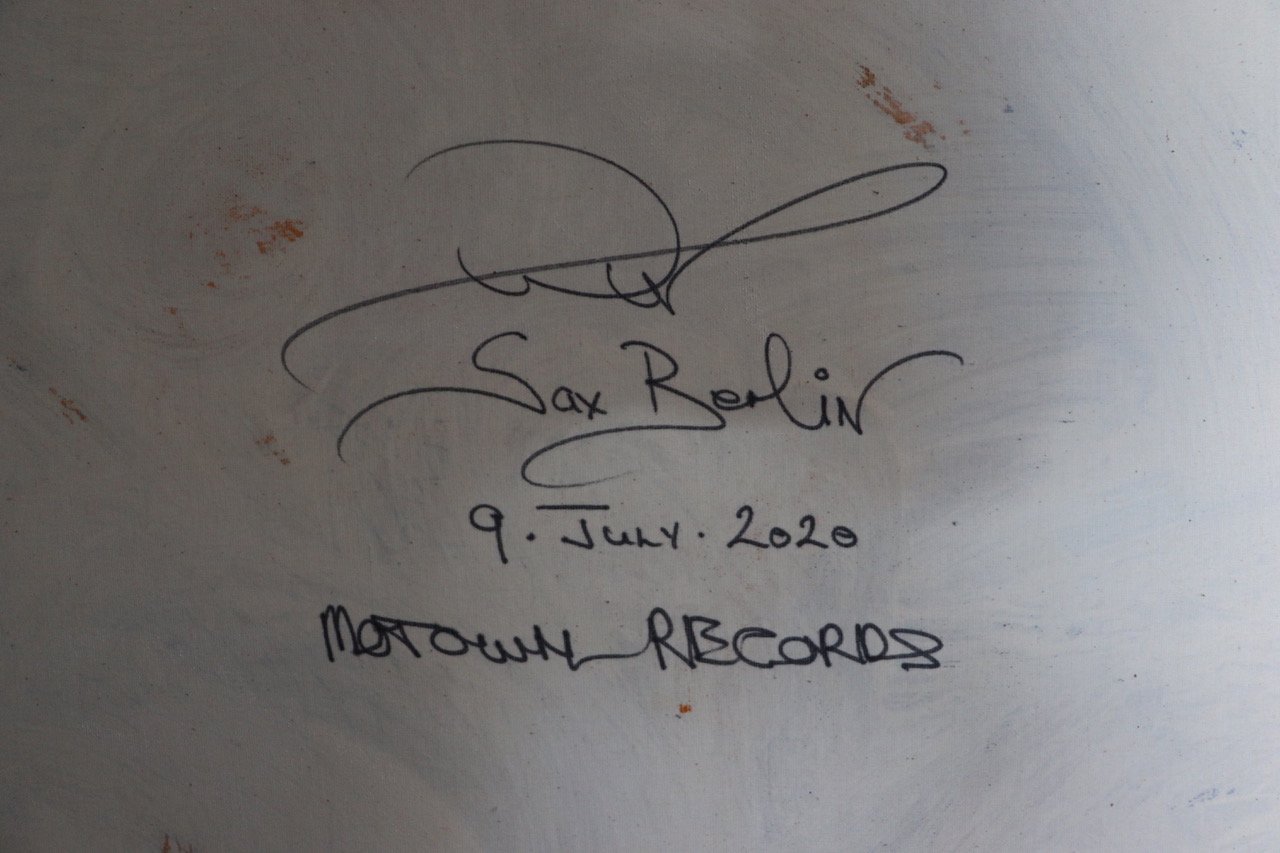 Sax Berlin
9. July. 2020
MOTOWN RECORDS